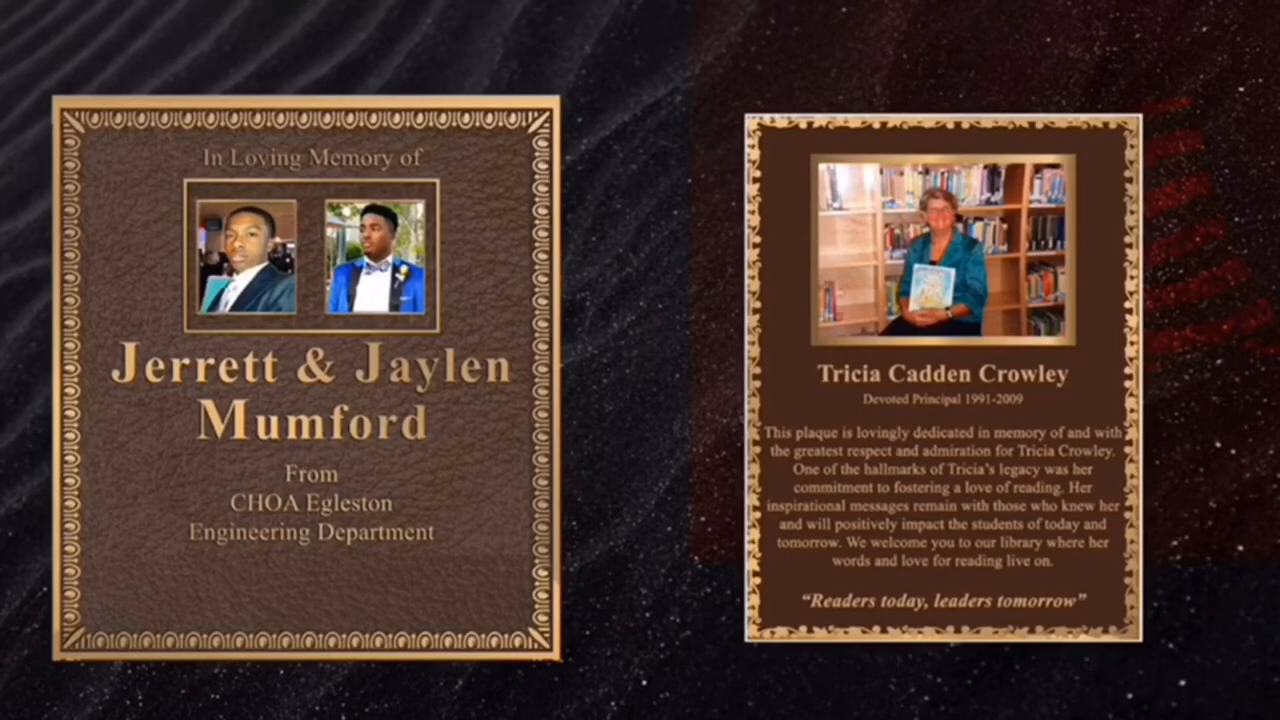 In Loving Memory of
Jerrett & Jaylen
Mumford
From
CHOA Egleston
Engineering Department
Tricia Cadden Crowley
Devoted Principal 1991-2009
This plaque is lovingly dedicated in memory of and with
the greatest respect and admiration for Tricia Crowley.
One of the hallmarks of Tricia's legacy was her
commitment to fostering a love of reading. Her
inspirational messages remain with those who knew her
and will positively impact the students of today and
tomorrow. We welcome you to our library where her
words and love for reading live on.
"Readers today, leaders tomorrow"